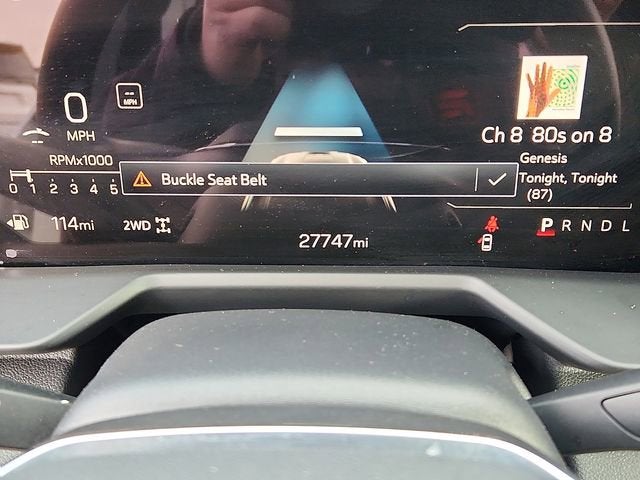 0
MPH
--
MPH
RPMx1000
0 1 2 3 4 5
Buckle Seat Belt
Ch 8 80s on 8
Genesis
Tonight, Tonight
(87)
114mi
2WD
27747mi
P R N D L